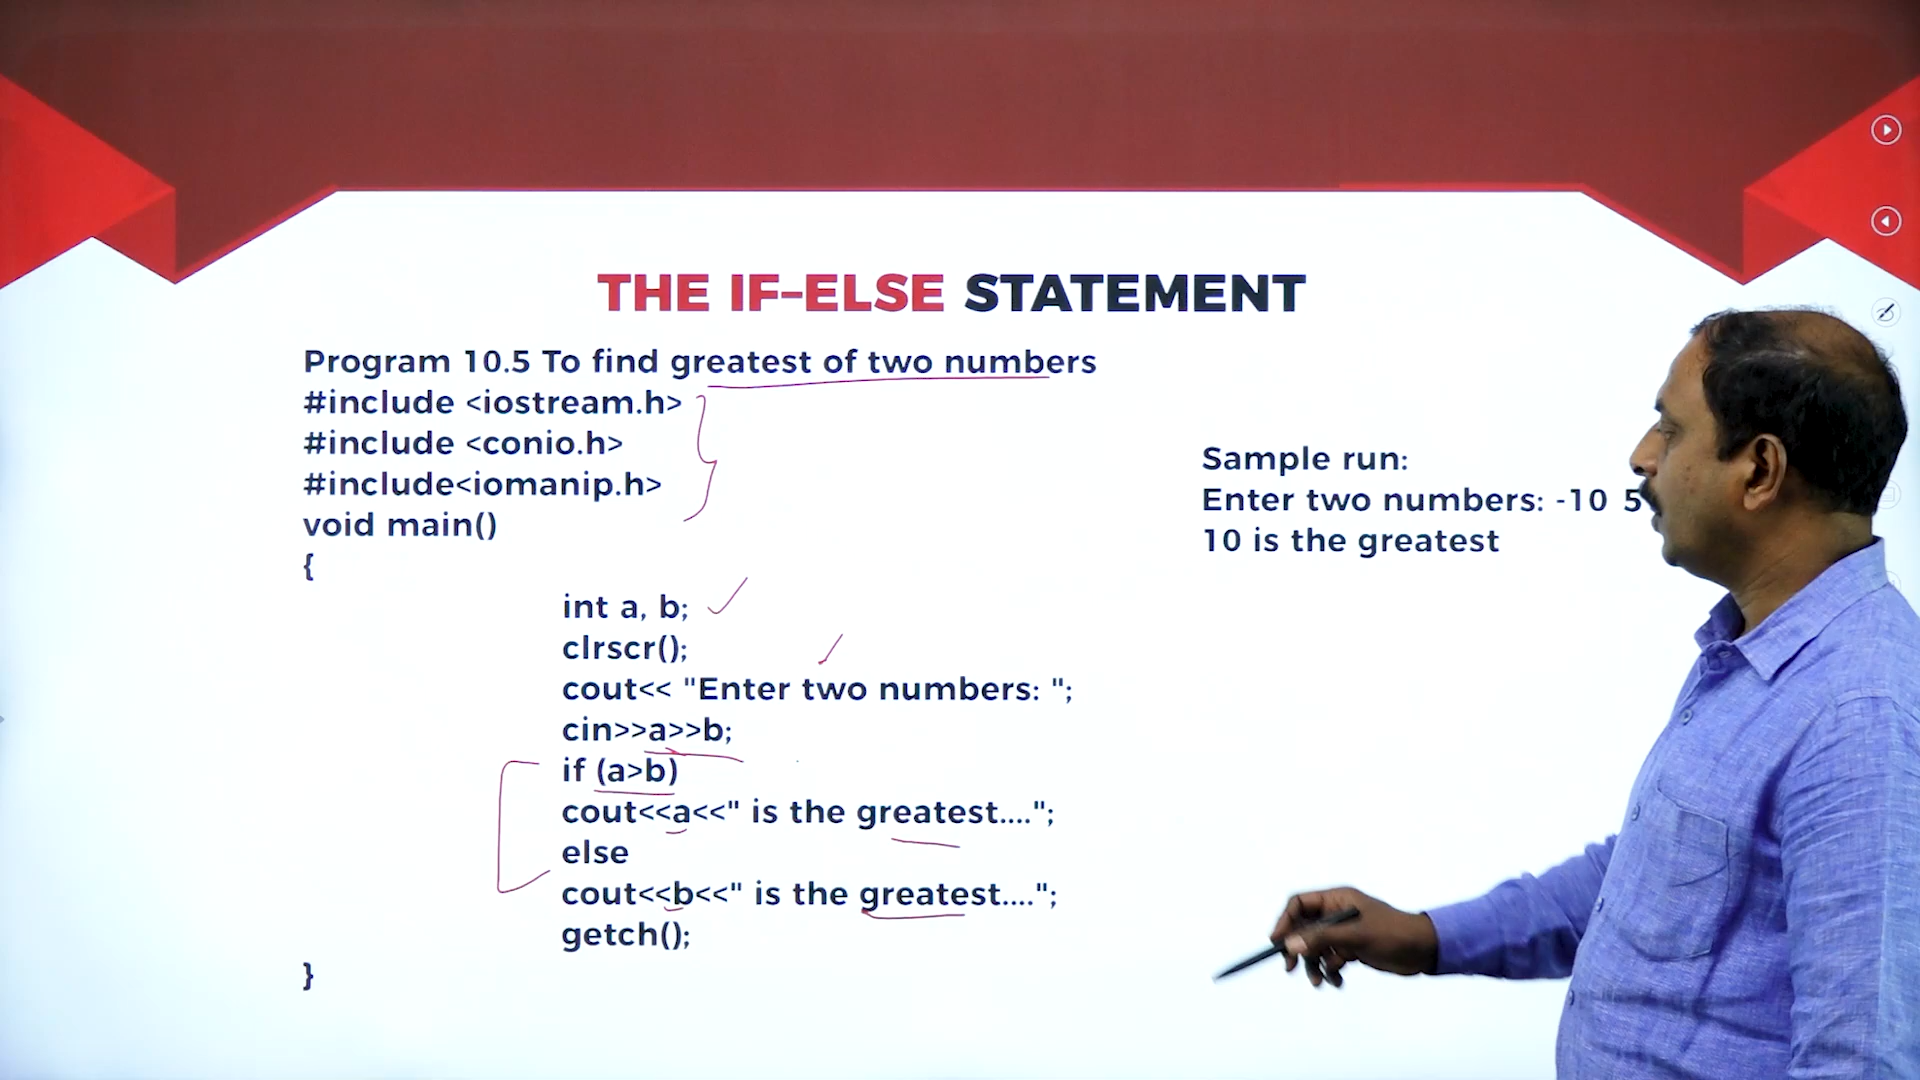 THE IF-ELSE STATEMENT
Program 10.5 To find greatest of two numbers
#include <iostream.h>
#include <conio.h>
#include<iomanip.h>
void main()
{
int a, b;
clrscr();
cout<< "Enter two numbers: ";
cin>>a>>b;
if (a>b)
cout<<a<<" is the greatest....";
else
cout<<b<<" is the greatest....";
getch();
}
Sample run:
Enter two numbers: -10 5
10 is the greatest